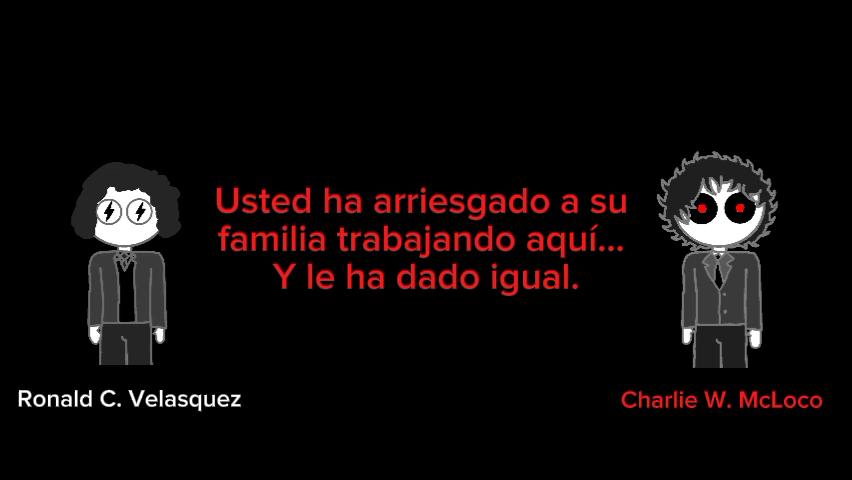 Usted ha arriesgado a su
familia trabajando aquí...
Y le ha dado igual.
Ronald C. Velasquez
Charlie W. McLoco